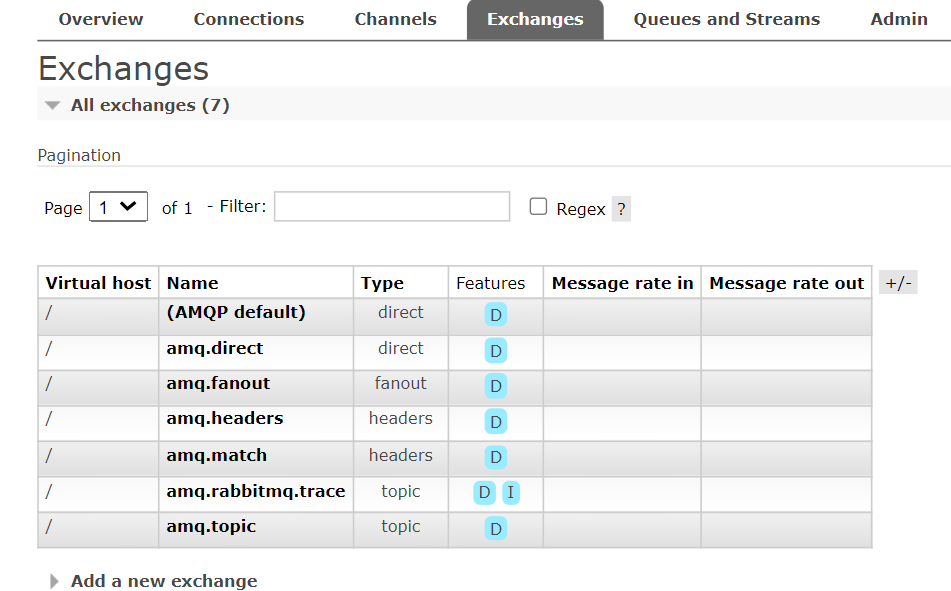 Overview Connections Channels Exchanges Queues and Streams Admin
Exchanges
All exchanges (7)
Pagination
Page 1 of 1 - Filter: Regex ?
Virtual host Name Type Features Message rate in Message rate out +/-
/ (AMQP default) direct D
/ amq.direct direct D
/ amq.fanout fanout D
/ amq.headers headers D
/ amq.match headers D
/ amq.rabbitmq.trace topic D I
/ amq.topic topic D
Add a new exchange